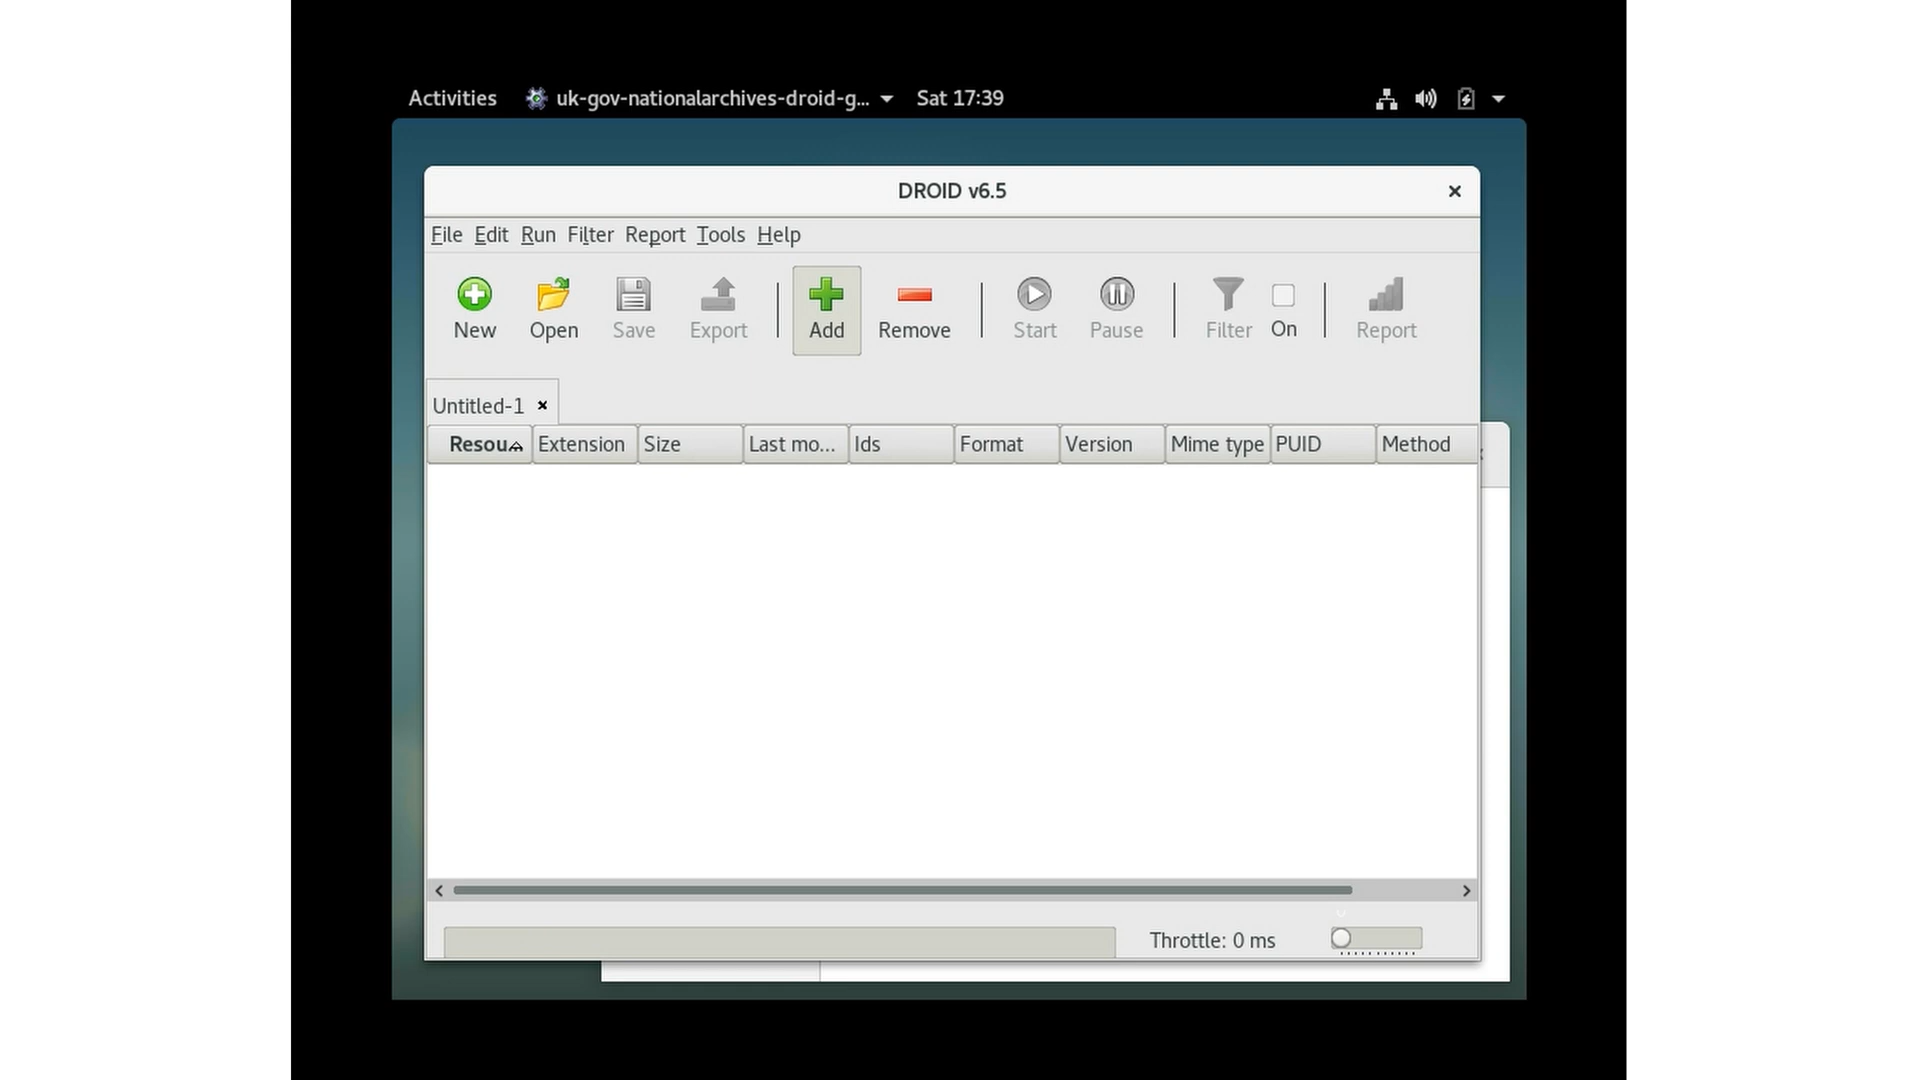 Activities uk-gov-nationalarchives-droid-g... Sat 17:39
DROID v6.5
File Edit Run Filter Report Tools Help
New Open Save Export Add Remove Start Pause Filter On Report
Untitled-1
Resou Extension Size Last mo... Ids Format Version Mime type PUID Method
Throttle: 0 ms